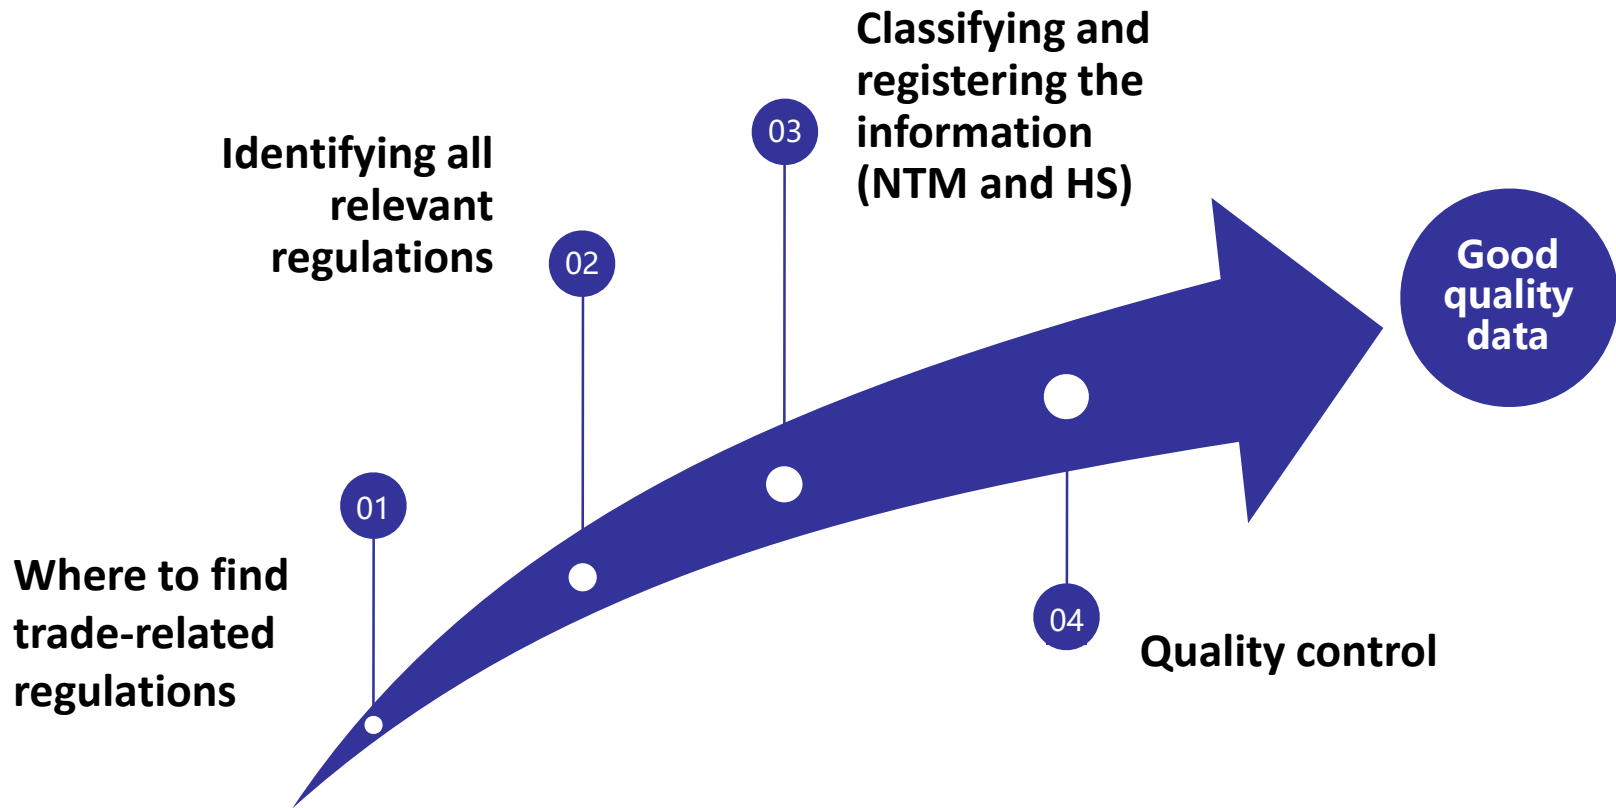 01
Where to find
trade-related
regulations
02
Identifying all
relevant
regulations
03
Classifying and
registering the
information
(NTM and HS)
04
Quality control
Good
quality
data